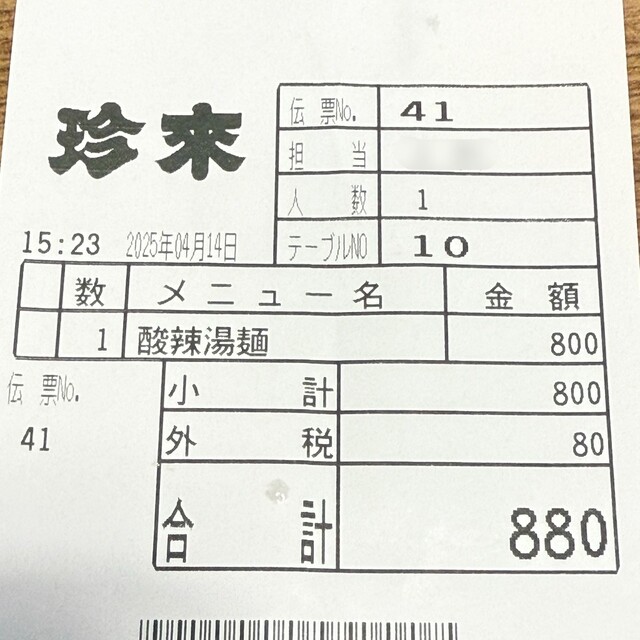 珍來
伝票No. 41
担当
人数 1
15:23 2025年04月14日 テーブルNO 10
数 メニュー名 金額
1 酸辣湯麺 800
伝票No. 小計 800
41 外税 80
合計 880